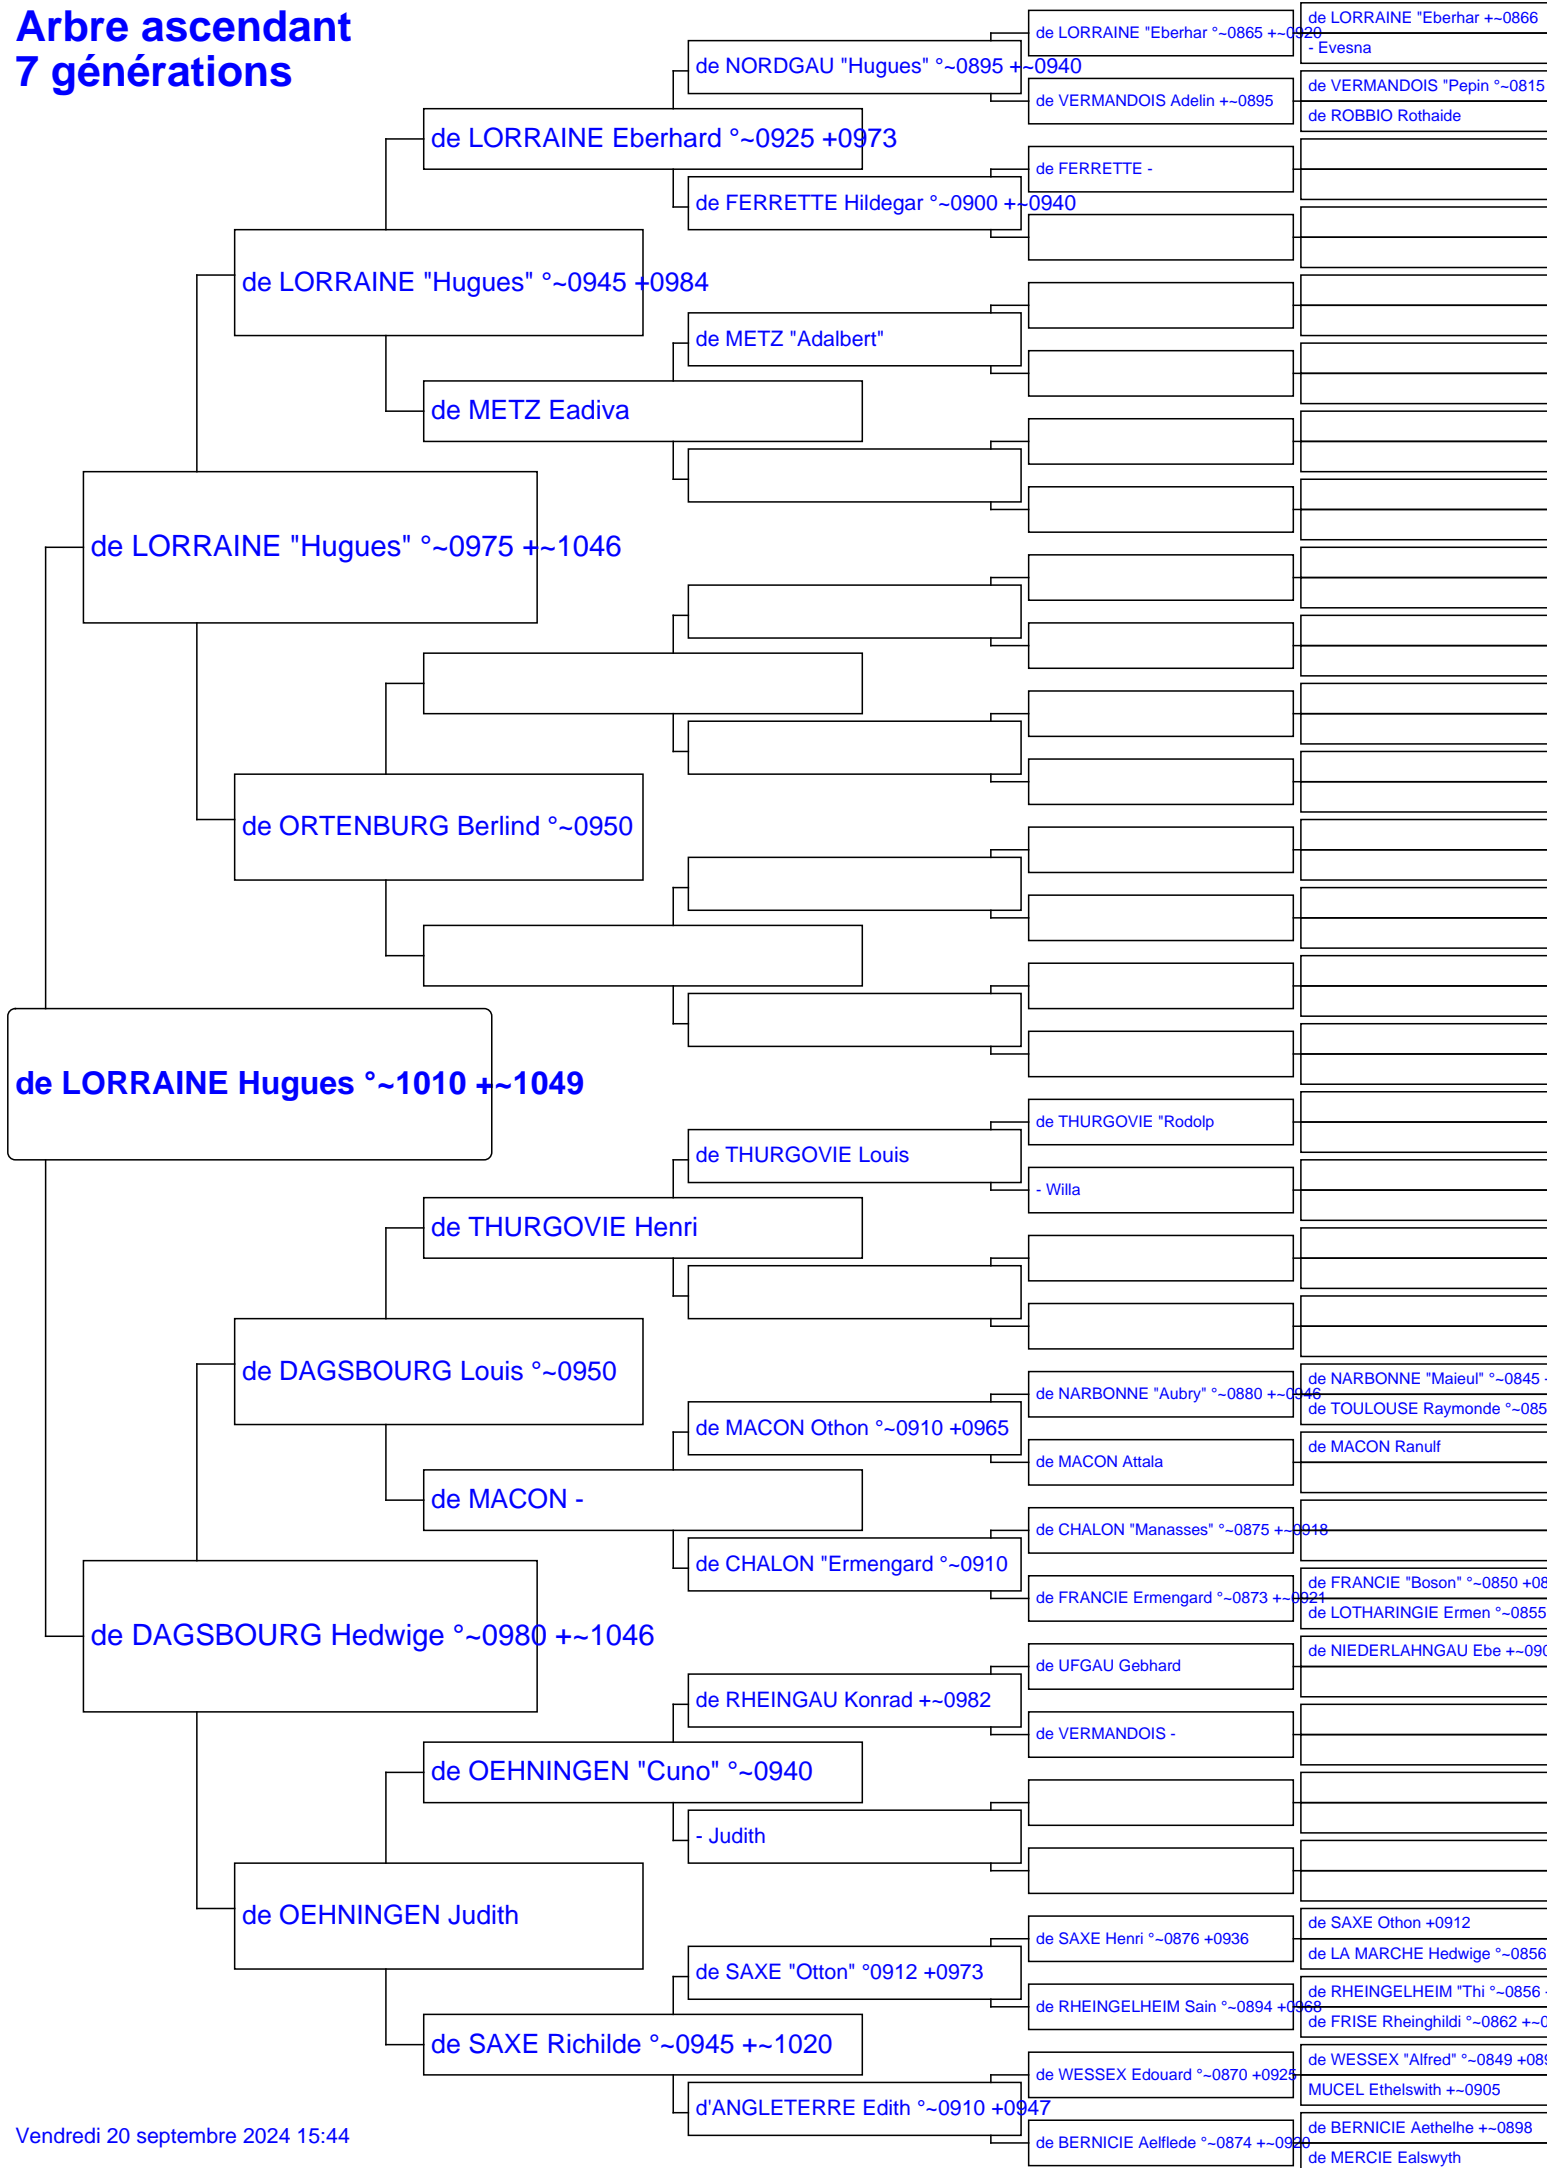 Arbre ascendant
7 générations
de LORRAINE Hugues °~1010 +~1049
de LORRAINE "Hugues" °~0975 +~1046
de DAGSBOURG Hedwige °~0980 +~1046
de LORRAINE "Hugues" °~0945 +0984
de ORTENBURG Berlind °~0950
de DAGSBOURG Louis °~0950
de OEHNINGEN Judith
de LORRAINE Eberhard °~0925 +0973
de METZ Eadiva
de THURGOVIE Henri
de MACON -
de OEHNINGEN "Cuno" °~0940
de SAXE Richilde °~0945 +~1020
de NORDGAU "Hugues" °~0895 +~0940
de FERRETTE Hildegar °~0900 +~0940
de METZ "Adalbert"
de THURGOVIE Louis
de MACON Othon °~0910 +0965
de CHALON "Ermengard °~0910
de RHEINGAU Konrad +~0982
- Judith
de SAXE "Otton" °0912 +0973
d'ANGLETERRE Edith °~0910 +0947
de LORRAINE "Eberhar °~0865 +~0920
de VERMANDOIS Adelin +~0895
de FERRETTE -
de THURGOVIE "Rodolp
- Willa
de NARBONNE "Aubry" °~0880 +~0946
de MACON Attala
de CHALON "Manasses" °~0875 +~0918
de FRANCIE Ermengard °~0873 +~0921
de UFGAU Gebhard
de VERMANDOIS -
de SAXE Henri °~0876 +0936
de RHEINGELHEIM Sain °~0894 +0968
de WESSEX Edouard °~0870 +0925
de BERNICIE Aelflede °~0874 +~0920
de LORRAINE "Eberhar +~0866
- Evesna
de VERMANDOIS "Pepin °~0815
de ROBBIO Rothaide
de NARBONNE "Maieul" °~0845
de TOULOUSE Raymonde °~085
de MACON Ranulf
de FRANCIE "Boson" °~0850 +08
de LOTHARINGIE Ermen °~0855
de NIEDERLAHNGAU Ebe +~090
de SAXE Othon +0912
de LA MARCHE Hedwige °~0856
de RHEINGELHEIM "Thi °~0856
de FRISE Rheinghildi °~0862 +~0
de WESSEX "Alfred" °~0849 +089
MUCEL Ethelswith +~0905
de BERNICIE Aethelhe +~0898
de MERCIE Ealswyth
Vendredi 20 septembre 2024 15:44